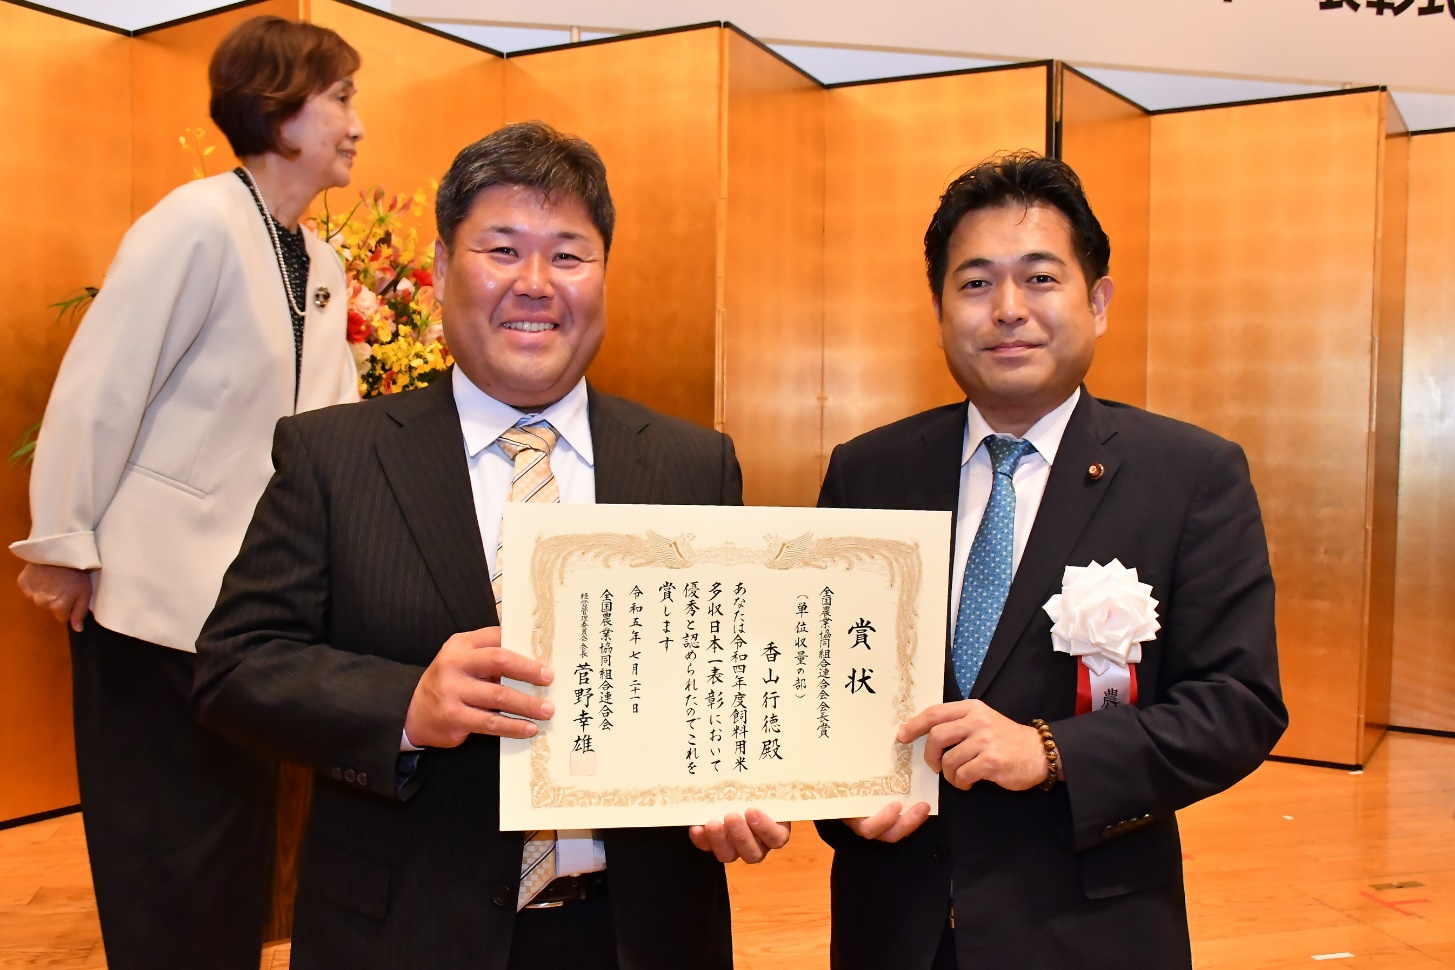 表彰式
賞状
全国農業協同組合連合会会長賞
(単位収量の部)
香山行徳殿
あなたは令和四年度飼料用米
多収日本一表彰において
優秀と認められたのでこれを
賞します
令和五年七月二十一日
全国農業協同組合連合会
経営管理委員会会長 菅野幸雄
農